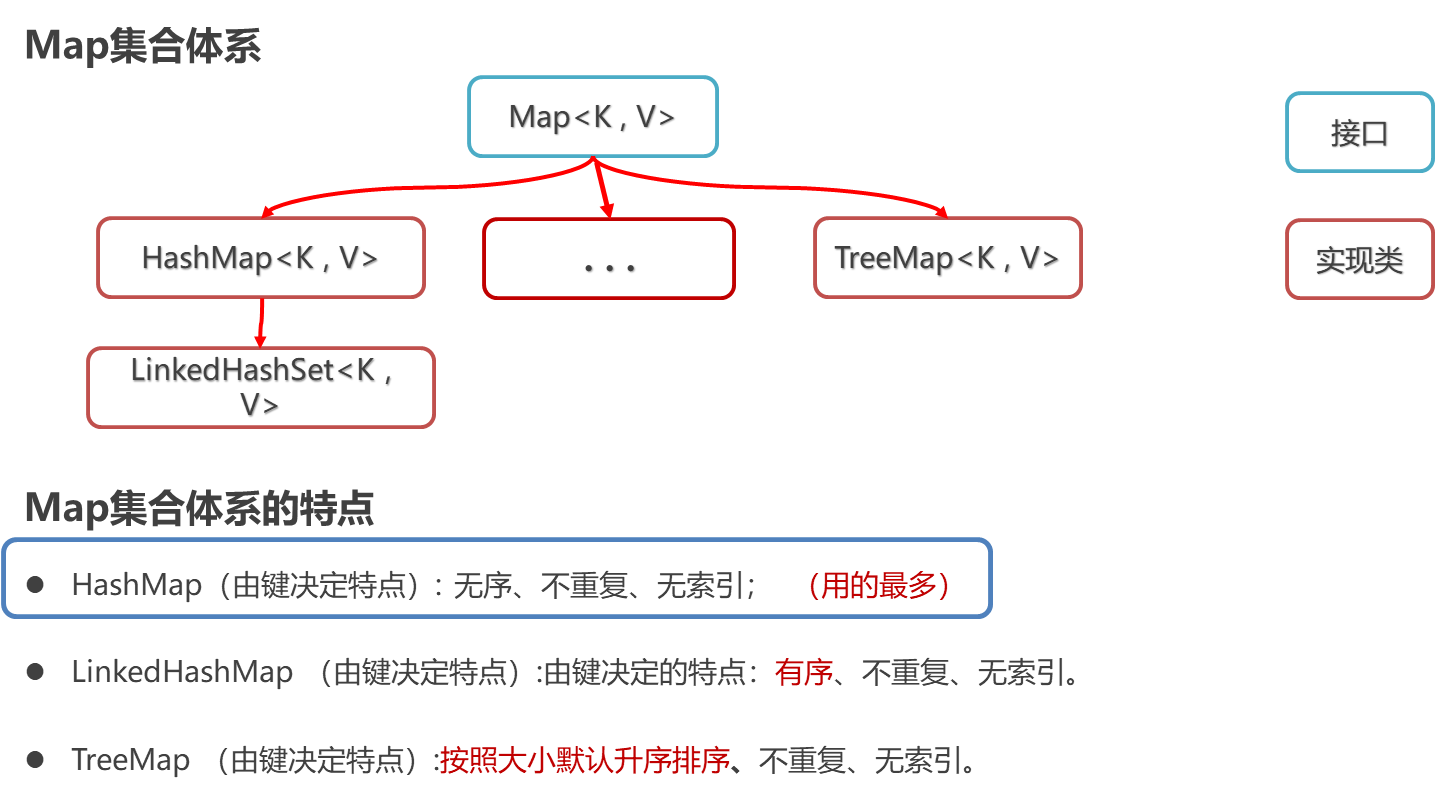 Map集合体系
Map<K , V>
接口
HashMap<K , V>
...
TreeMap<K , V>
实现类
LinkedHashSet<K ,
V>
Map集合体系的特点
● HashMap（由键决定特点）: 无序、不重复、无索引； （用的最多）
● LinkedHashMap （由键决定特点）:由键决定的特点：有序、不重复、无索引。
● TreeMap （由键决定特点）:按照大小默认升序排序、不重复、无索引。